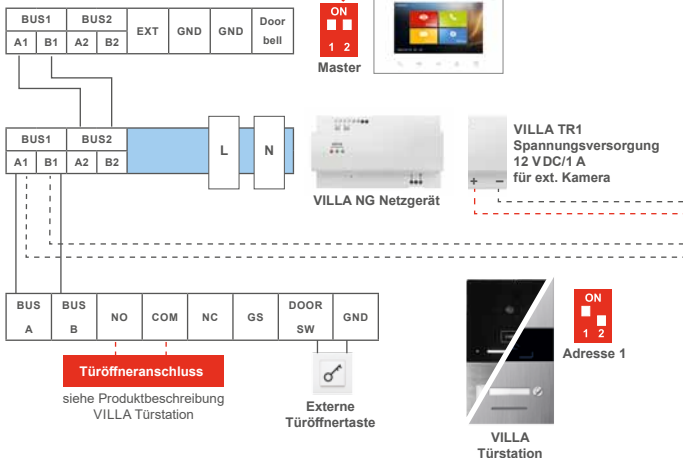 BUS1 BUS2 EXT GND GND Door bell
A1 B1 A2 B2
ON
1 2
Master
BUS1 BUS2 L N
A1 B1 A2 B2
VILLA NG Netzgerät
+ −
VILLA TR1
Spannungsversorgung
12 V DC/1 A
für ext. Kamera
BUS A BUS B NO COM NC GS DOOR SW GND
Türöffneranschluss
siehe Produktbeschreibung
VILLA Türstation
Externe
Türöffnertaste
ON
1 2
Adresse 1
VILLA
Türstation